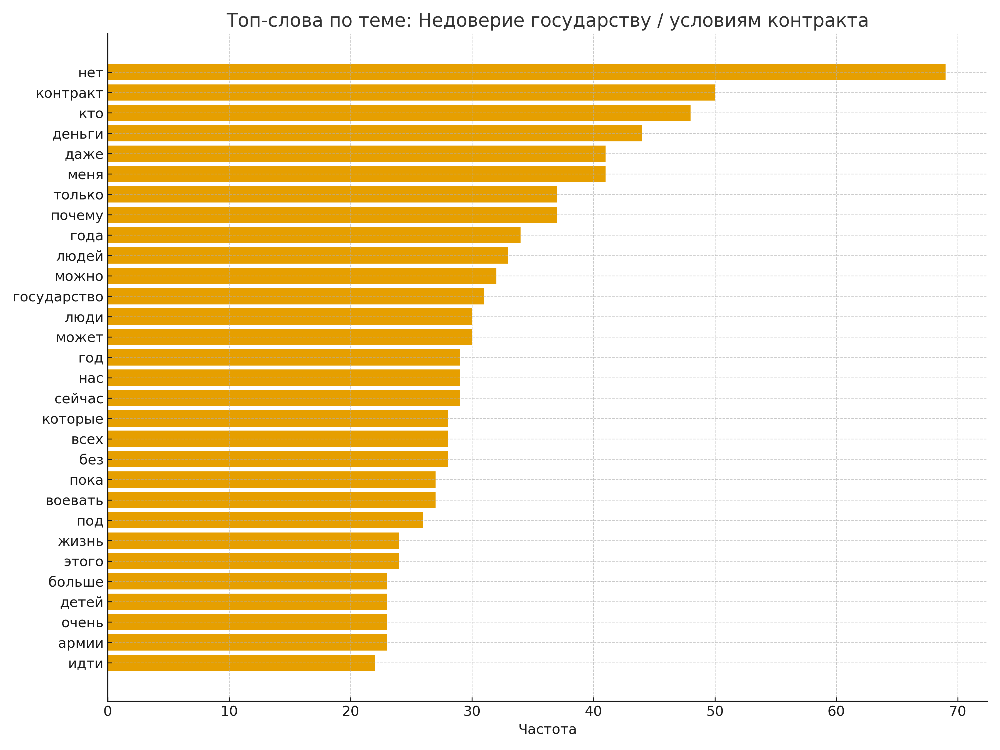 Топ-слова по теме: Недоверие государству / условиям контракта
нет
контракт
кто
деньги
даже
меня
только
почему
года
людей
можно
государство
люди
может
год
нас
сейчас
которые
всех
без
пока
воевать
под
жизнь
этого
больше
детей
очень
армии
идти
0 10 20 30 40 50 60 70
Частота